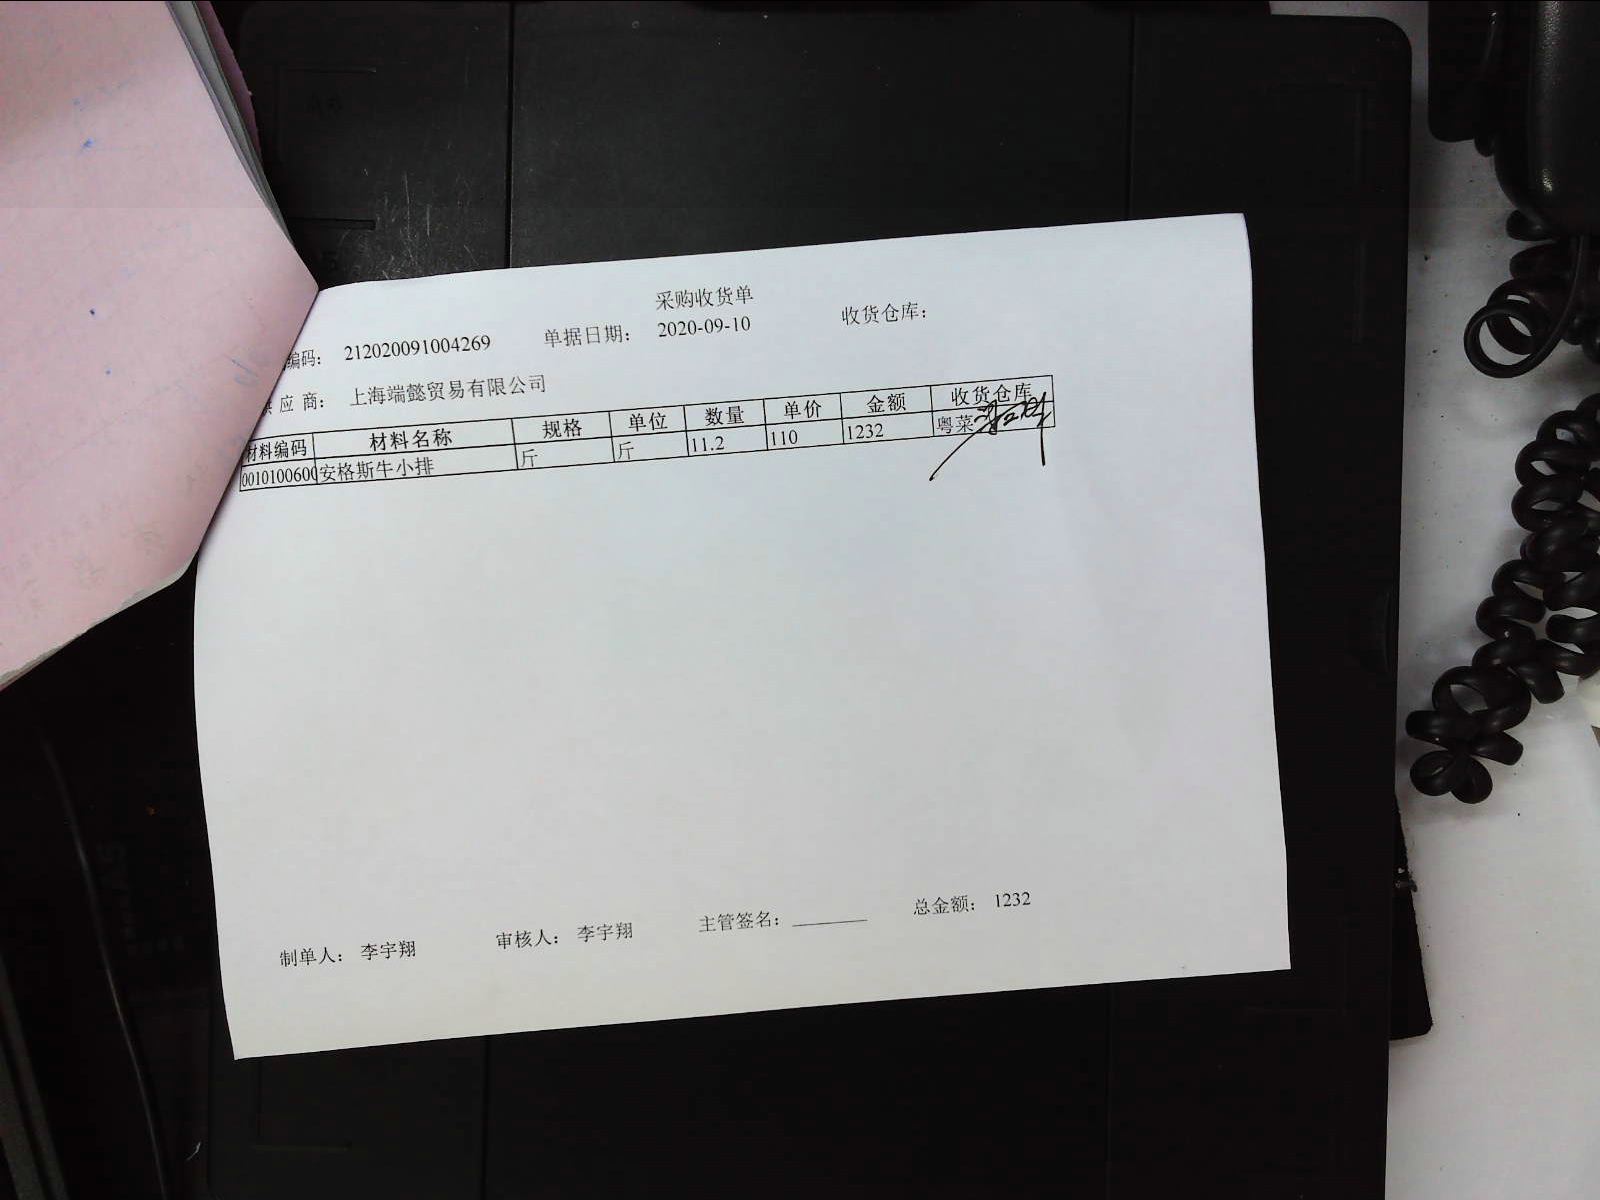 采购收货单
编码： 212020091004269 单据日期： 2020-09-10 收货仓库：
应商： 上海端懿贸易有限公司
材料编码 材料名称 规格 单位 数量 单价 金额 收货仓库
0010100600 安格斯牛小排 斤 斤 11.2 110 1232 粤菜
制单人： 李宇翔 审核人： 李宇翔 主管签名： 总金额： 1232